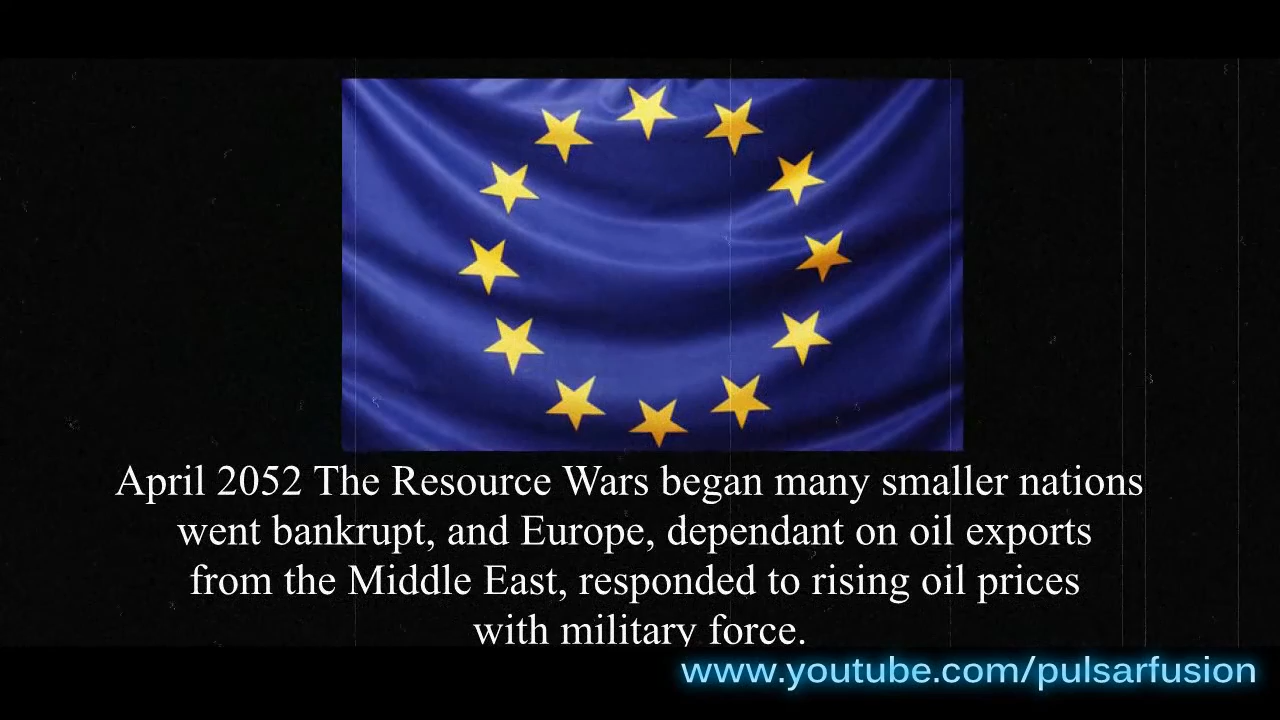 April 2052 The Resource Wars began many smaller nations
went bankrupt, and Europe, dependant on oil exports
from the Middle East, responded to rising oil prices
with military force.
www.youtube.com/pulsarfusion